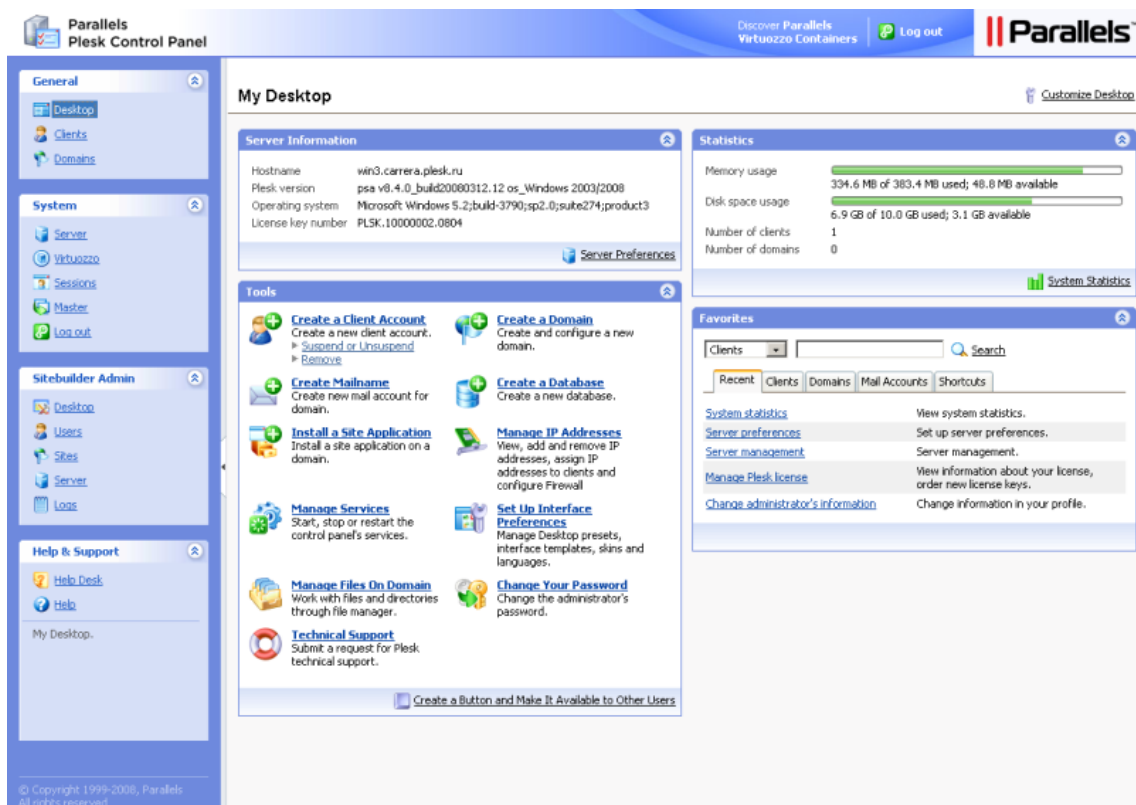 Parallels
Plesk Control Panel
Discover Parallels
Virtuozzo Containers
Log out
Parallels
General
Desktop
Clients
Domains
System
Server
Virtuozzo
Sessions
Master
Log out
Sitebuilder Admin
Desktop
Users
Sites
Server
Logs
Help & Support
Help Desk
Help
My Desktop.
© Copyright 1999-2008, Parallels
All rights reserved
My Desktop
Customize Desktop
Server Information
Hostname win3.carrera.plesk.ru
Plesk version psa v8.4.0_build20080312.12 os_Windows 2003/2008
Operating system Microsoft Windows 5.2;build-3790;sp2.0;suite274;product3
License key number PLSK.10000002.0804
Server Preferences
Tools
Create a Client Account
Create a new client account.
Suspend or Unsuspend
Remove
Create a Domain
Create and configure a new
domain.
Create Mailname
Create new mail account for
domain.
Create a Database
Create a new database.
Install a Site Application
Install a site application on a
domain.
Manage IP Addresses
View, add and remove IP
addresses, assign IP
addresses to clients and
configure Firewall
Manage Services
Start, stop or restart the
control panel's services.
Set Up Interface
Preferences
Manage Desktop presets,
interface templates, skins and
languages.
Manage Files On Domain
Work with files and directories
through file manager.
Change Your Password
Change the administrator's
password.
Technical Support
Submit a request for Plesk
technical support.
Create a Button and Make It Available to Other Users
Statistics
Memory usage
334.6 MB of 383.4 MB used; 48.8 MB available
Disk space usage
6.9 GB of 10.0 GB used; 3.1 GB available
Number of clients 1
Number of domains 0
System Statistics
Favorites
Clients
Search
Recent Clients Domains Mail Accounts Shortcuts
System statistics View system statistics.
Server preferences Set up server preferences.
Server management Server management.
Manage Plesk license View information about your license,
order new license keys.
Change administrator's information Change information in your profile.